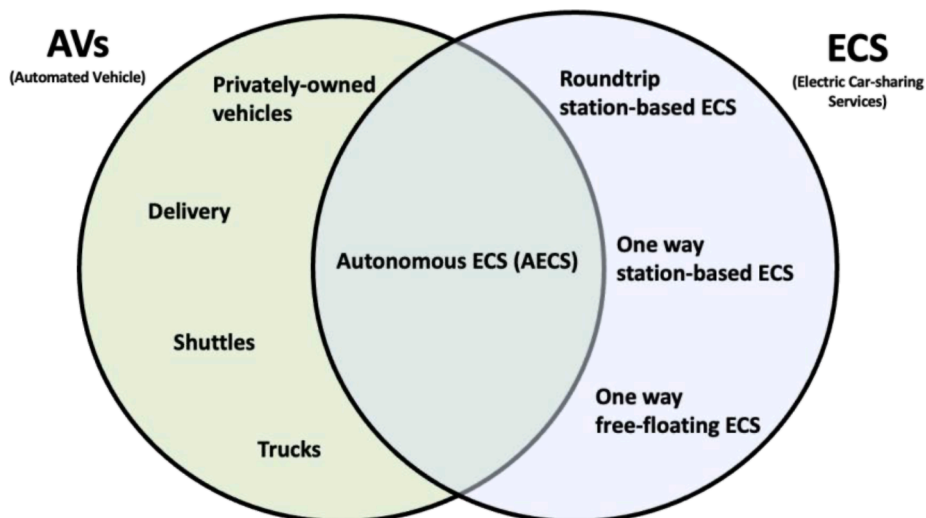 AVs
(Automated Vehicle)
Privately-owned
vehicles
Delivery
Shuttles
Trucks
Autonomous ECS (AECS)
ECS
(Electric Car-sharing
Services)
Roundtrip
station-based ECS
One way
station-based ECS
One way
free-floating ECS